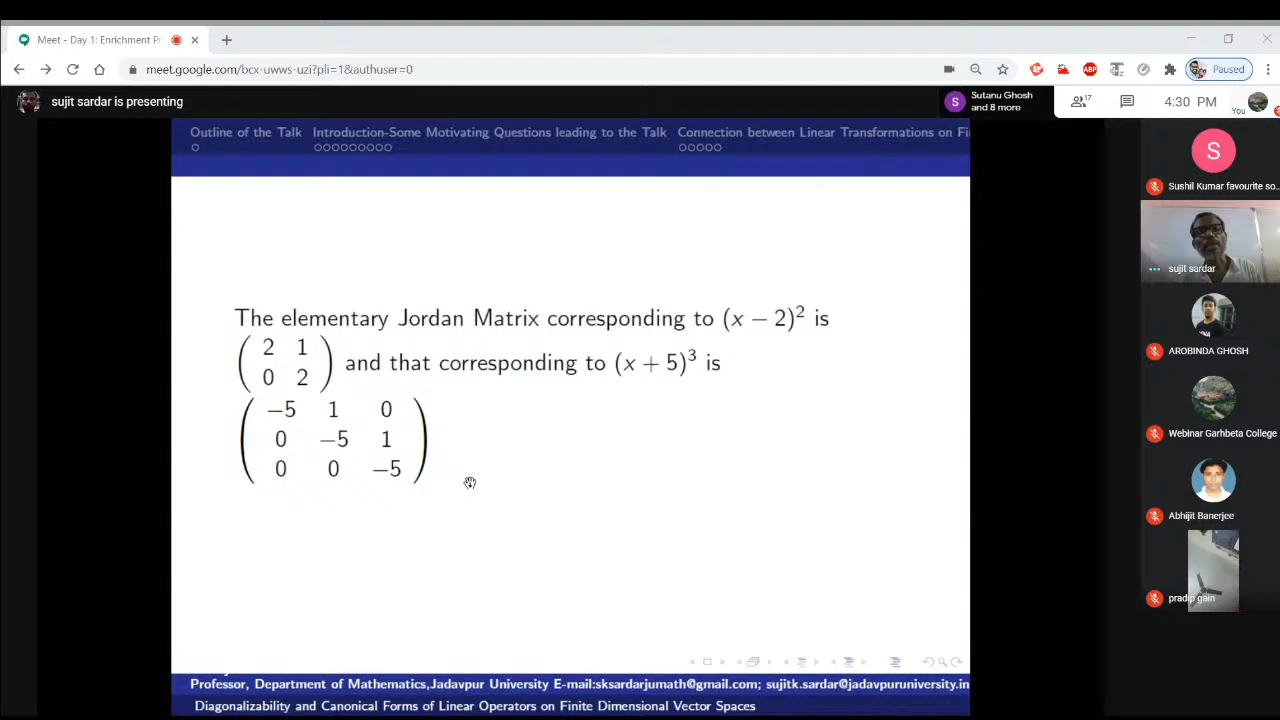 Meet - Day 1: Enrichment Pr
meet.google.com/bcx-uwws-uzi?pli=1&authuser=0
ABP
Paused
sujit sardar is presenting
S
Sutanu Ghosh
and 8 more
17
4:30 PM
You
Outline of the Talk Introduction-Some Motivating Questions leading to the Talk Connection between Linear Transformations on Fi
The elementary Jordan Matrix corresponding to (x − 2)² is
( 2 1
0 2 ) and that corresponding to (x + 5)³ is
( −5 1 0
0 −5 1
0 0 −5 )
Professor, Department of Mathematics,Jadavpur University E-mail:sksardarjumath@gmail.com; sujitk.sardar@jadavpuruniversity.in
Diagonalizability and Canonical Forms of Linear Operators on Finite Dimensional Vector Spaces
S
Sushil Kumar favourite so...
sujit sardar
AROBINDA GHOSH
Webinar Garhbeta College
Abhijit Banerjee
pradip gain